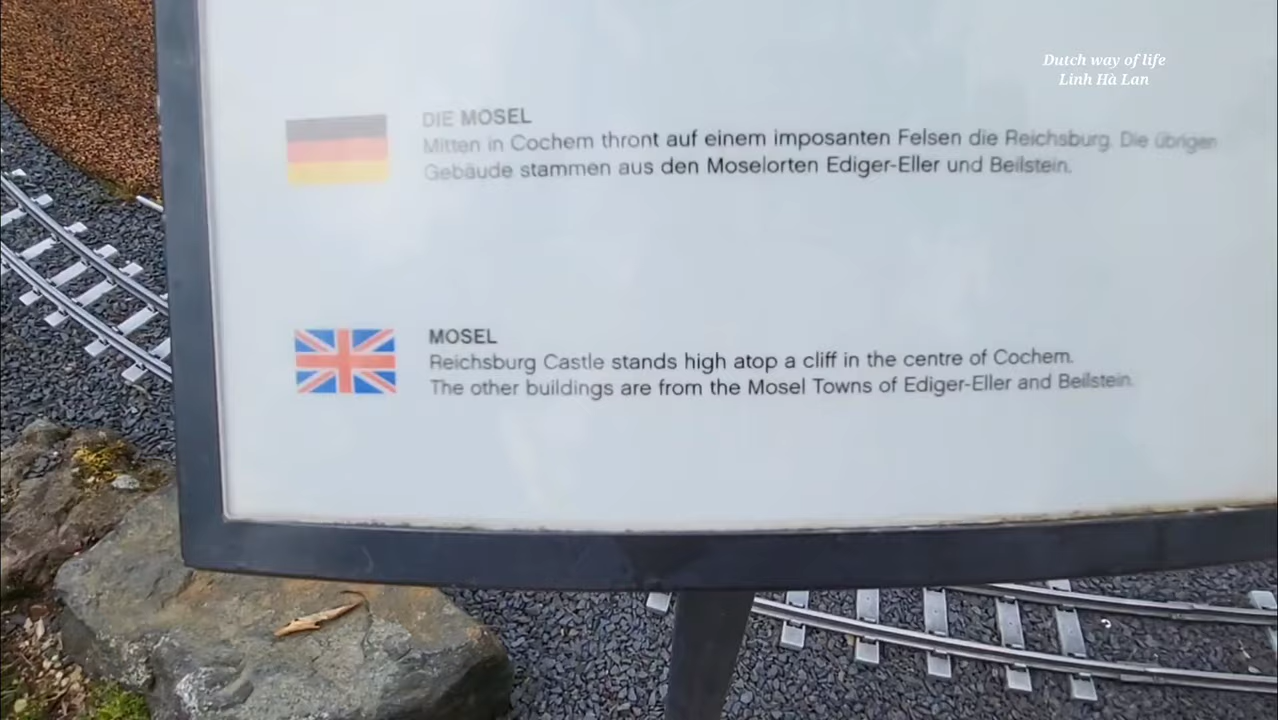 Dutch way of life
Linh Hà Lan
DIE MOSEL
Mitten in Cochem thront auf einem imposanten Felsen die Reichsburg. Die übrigen
Gebäude stammen aus den Moselorten Ediger-Eller und Beilstein.
MOSEL
Reichsburg Castle stands high atop a cliff in the centre of Cochem.
The other buildings are from the Mosel Towns of Ediger-Eller and Beilstein.